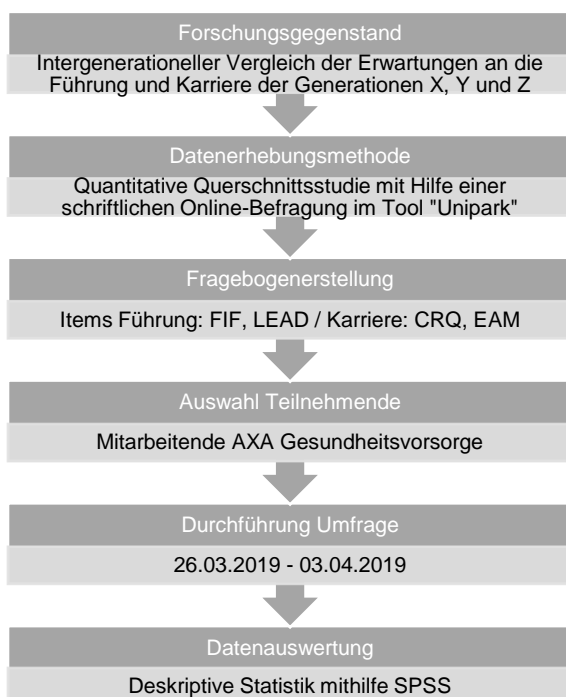 Forschungsgegenstand
Intergenerationeller Vergleich der Erwartungen an die
Führung und Karriere der Generationen X, Y und Z
Datenerhebungsmethode
Quantitative Querschnittsstudie mit Hilfe einer
schriftlichen Online-Befragung im Tool "Unipark"
Fragebogenerstellung
Items Führung: FIF, LEAD / Karriere: CRQ, EAM
Auswahl Teilnehmende
Mitarbeitende AXA Gesundheitsvorsorge
Durchführung Umfrage
26.03.2019 - 03.04.2019
Datenauswertung
Deskriptive Statistik mithilfe SPSS